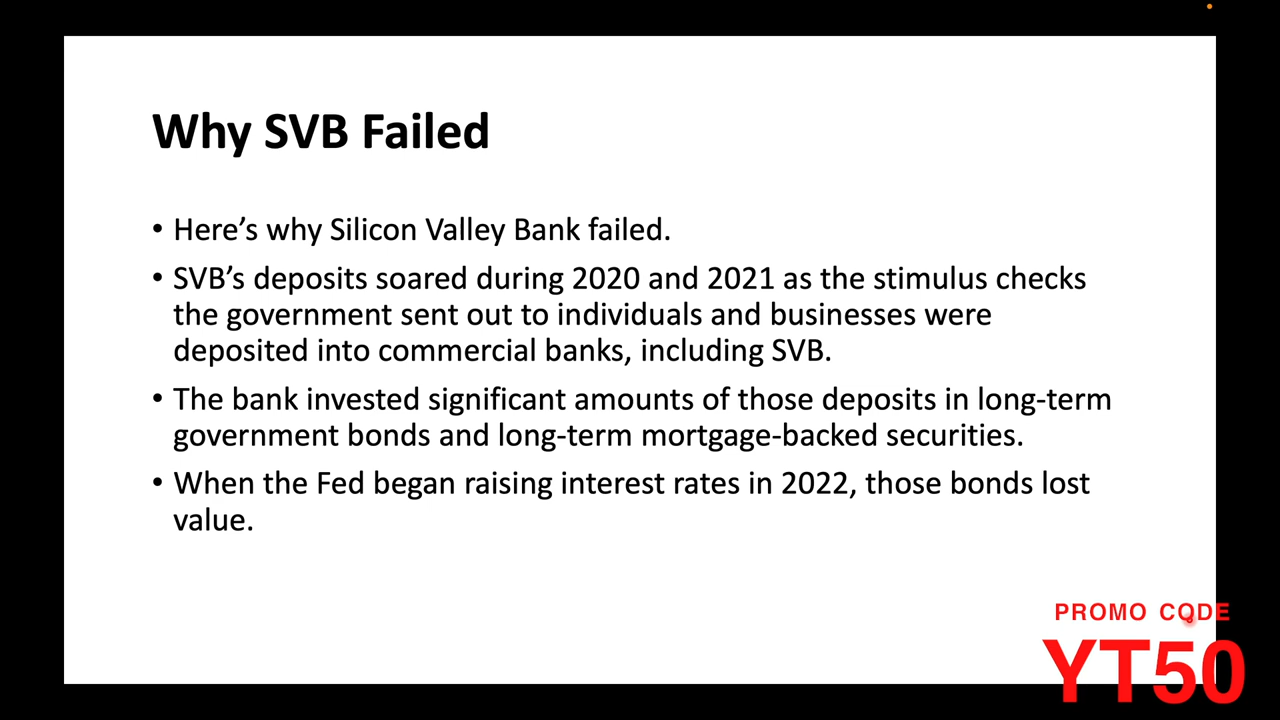 Why SVB Failed
• Here’s why Silicon Valley Bank failed.
• SVB’s deposits soared during 2020 and 2021 as the stimulus checks
the government sent out to individuals and businesses were
deposited into commercial banks, including SVB.
• The bank invested significant amounts of those deposits in long-term
government bonds and long-term mortgage-backed securities.
• When the Fed began raising interest rates in 2022, those bonds lost
value.
PROMO CODE
YT50